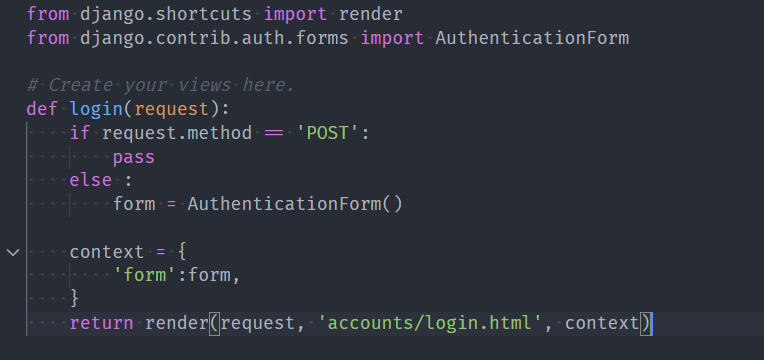 from django.shortcuts import render
from django.contrib.auth.forms import AuthenticationForm
# Create your views here.
def login(request):
    if request.method == 'POST':
        pass
    else :
        form = AuthenticationForm()
    context = {
        'form':form,
    }
    return render(request, 'accounts/login.html', context)